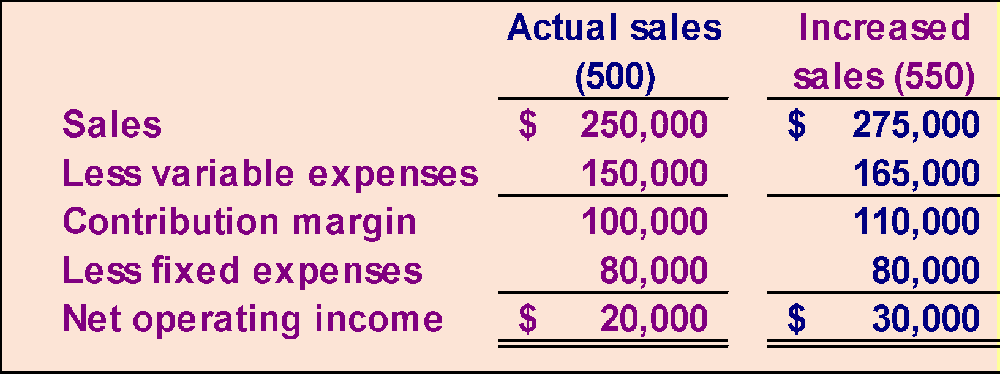 Actual sales Increased
(500) sales (550)
Sales $ 250,000 $ 275,000
Less variable expenses 150,000 165,000
Contribution margin 100,000 110,000
Less fixed expenses 80,000 80,000
Net operating income $ 20,000 $ 30,000